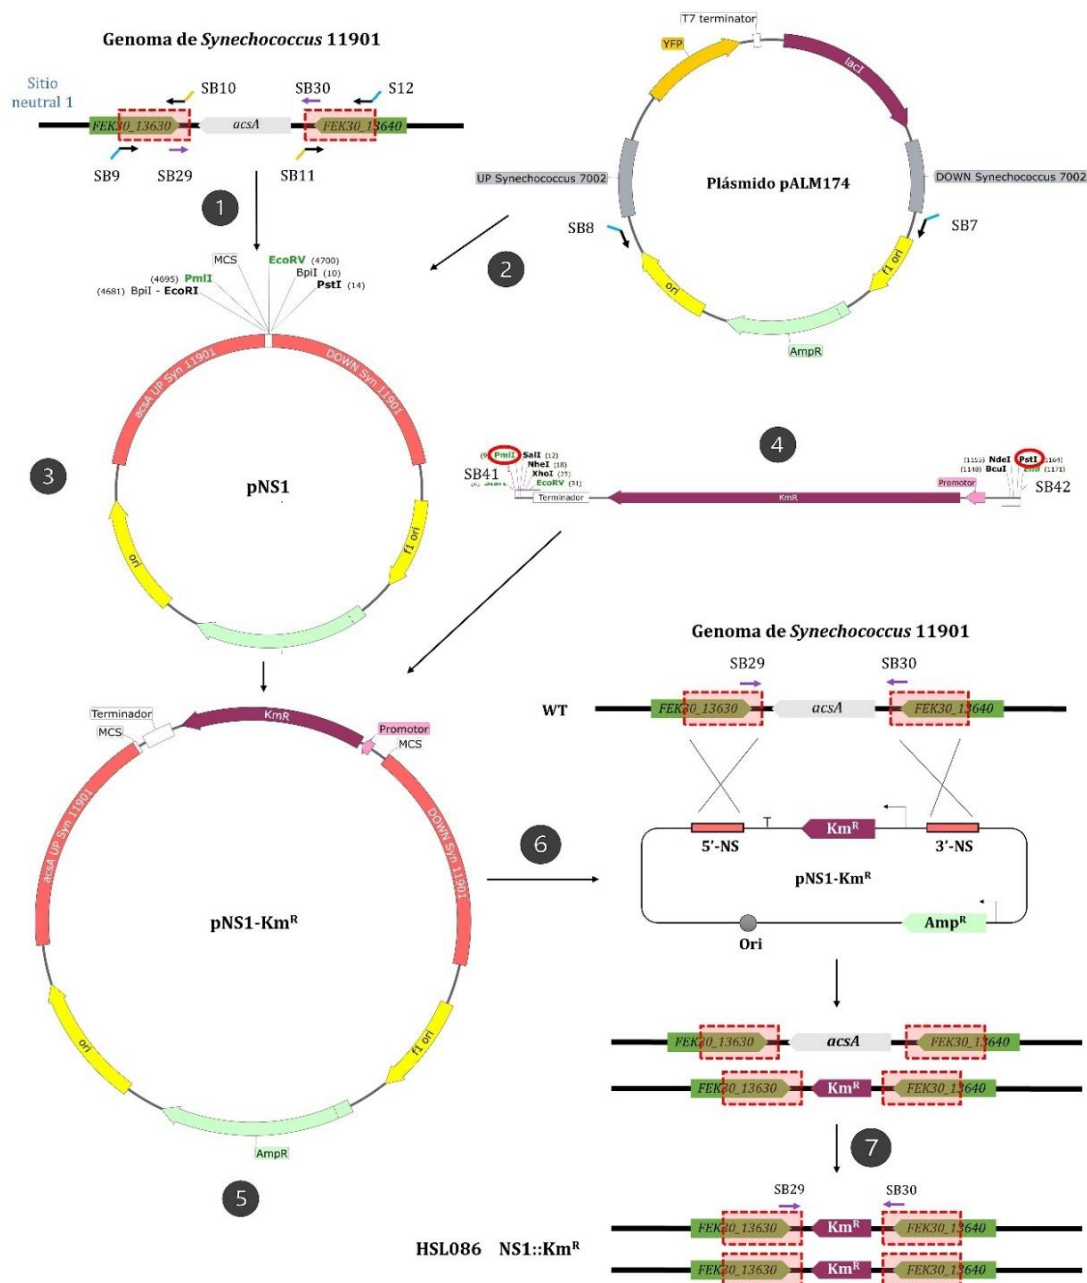 Genoma de Synechococcus 11901
Sitio
neutral 1
SB10
SB30
S12
FEK30_13630
acsA
FEK30_13640
SB9
SB29
SB11
1
T7 terminator
YFP
lacI
UP Synechococcus 7002
Plásmido pALM174
DOWN Synechococcus 7002
SB8
SB7
ori
f1 ori
AmpR
2
MCS
EcoRV (4700)
(4695) PmlI
BpiI (10)
(4681) BpiI - EcoRI
PstI (14)
acsA UP Syn 11901
DOWN Syn 11901
3
pNS1
ori
f1 ori
4
PmlI
SalI (12)
NheI (18)
XhoI (25)
EcoRV (31)
SB41
Terminador
KmR
Promotor
(1153) NdeI
PstI (1164)
(1148) BcuI
(1171)
SB42
Terminador
MCS
KmR
Promotor
MCS
acsA UP Syn 11901
DOWN Syn 11901
pNS1-KmR
ori
f1 ori
AmpR
5
6
Genoma de Synechococcus 11901
SB29
SB30
WT
FEK30_13630
acsA
FEK30_13640
T
KmR
5'-NS
3'-NS
pNS1-KmR
AmpR
Ori
FEK30_13630
acsA
FEK30_13640
FEK30_13630
KmR
FEK30_13640
7
SB29
SB30
FEK30_13630
KmR
FEK30_13640
HSL086 NS1::KmR
FEK30_13630
KmR
FEK30_13640